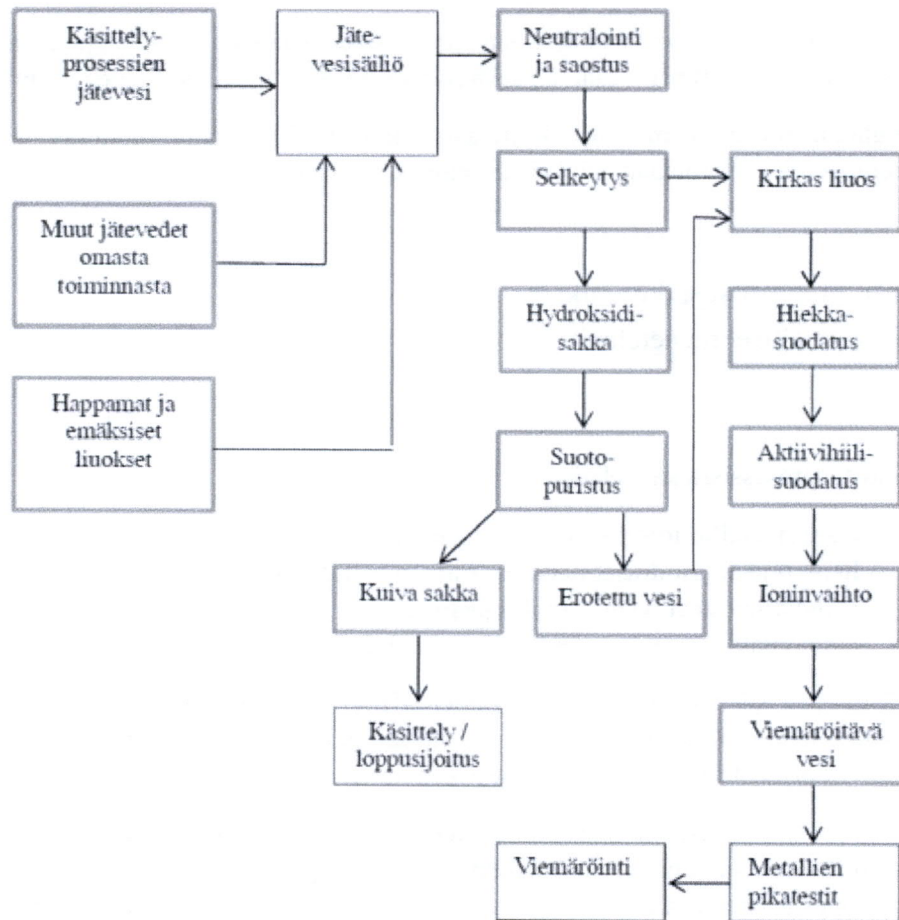 Käsittely-
prosessien
jätevesi
Jäte-
vesisäiliö
Neutralointi
ja saostus
Selkeytys
Kirkas liuos
Muut jätevedet
omasta
toiminnasta
Hydroksidi-
sakka
Hiekka-
suodatus
Happamat ja
emäksiset
liuokset
Suoto-
puristus
Aktiivihiili-
suodatus
Kuiva sakka
Erotettu vesi
Ioninvaihto
Käsittely /
loppusijoitus
Viemäröitävä
vesi
Viemäröinti
Metallien
pikatestit